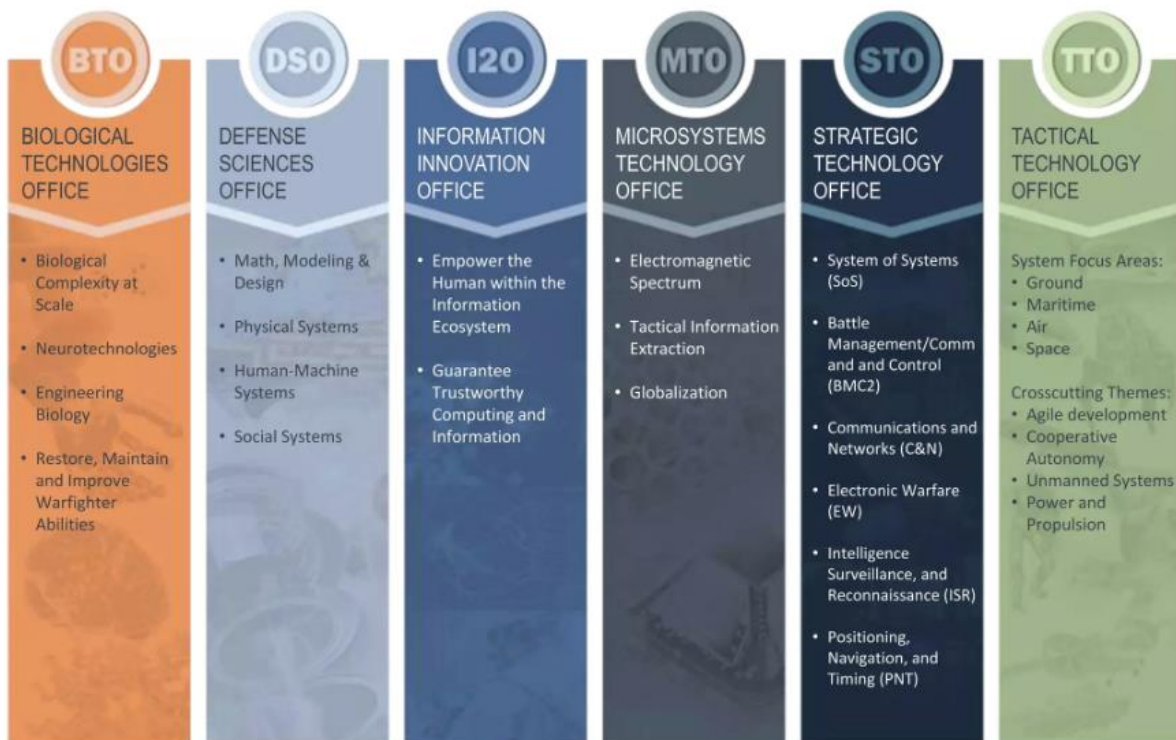 BTO
BIOLOGICAL
TECHNOLOGIES
OFFICE
• Biological
Complexity at
Scale
• Neurotechnologies
• Engineering
Biology
• Restore, Maintain
and Improve
Warfighter
Abilities
DSO
DEFENSE
SCIENCES
OFFICE
• Math, Modeling &
Design
• Physical Systems
• Human-Machine
Systems
• Social Systems
I2O
INFORMATION
INNOVATION
OFFICE
• Empower the
Human within the
Information
Ecosystem
• Guarantee
Trustworthy
Computing and
Information
MTO
MICROSYSTEMS
TECHNOLOGY
OFFICE
• Electromagnetic
Spectrum
• Tactical Information
Extraction
• Globalization
STO
STRATEGIC
TECHNOLOGY
OFFICE
• System of Systems
(SoS)
• Battle
Management/Comm
and and Control
(BMC2)
• Communications and
Networks (C&N)
• Electronic Warfare
(EW)
• Intelligence
Surveillance, and
Reconnaissance (ISR)
• Positioning,
Navigation, and
Timing (PNT)
TTO
TACTICAL
TECHNOLOGY
OFFICE
System Focus Areas:
• Ground
• Maritime
• Air
• Space
Crosscutting Themes:
• Agile development
• Cooperative
Autonomy
• Unmanned Systems
• Power and
Propulsion